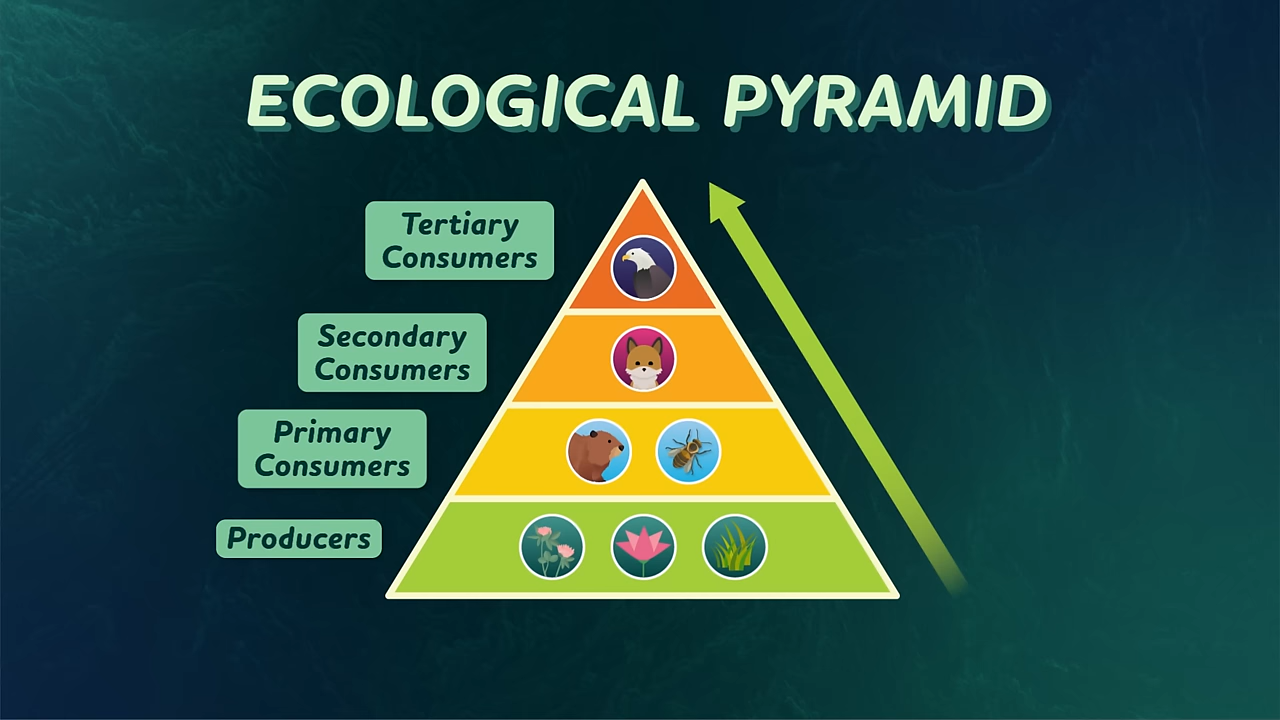 ECOLOGICAL PYRAMID
Tertiary
Consumers
Secondary
Consumers
Primary
Consumers
Producers